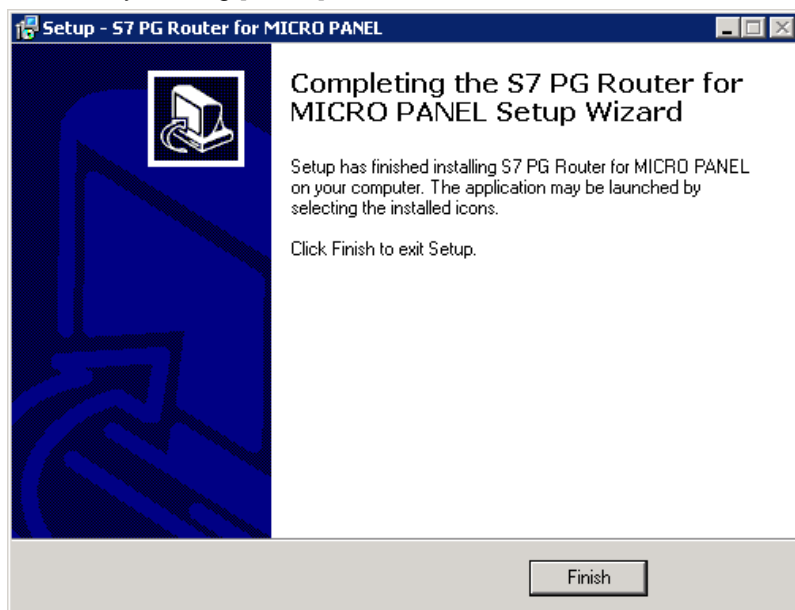 Setup - S7 PG Router for MICRO PANEL
Completing the S7 PG Router for
MICRO PANEL Setup Wizard
Setup has finished installing S7 PG Router for MICRO PANEL
on your computer. The application may be launched by
selecting the installed icons.
Click Finish to exit Setup.
Finish